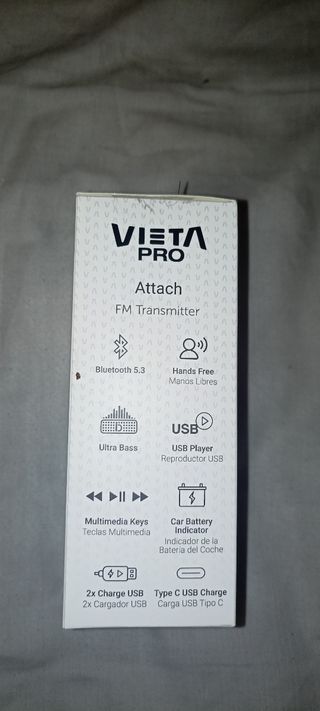 VIETA
PRO
Attach
FM Transmitter
Bluetooth 5.3
Hands Free
Manos Libres
Ultra Bass
USB
USB Player
Reproductor USB
Multimedia Keys
Teclas Multimedia
Car Battery
Indicator
Indicador de la
Batería del Coche
2x Charge USB
2x Cargador USB
Type C USB Charge
Carga USB Tipo C